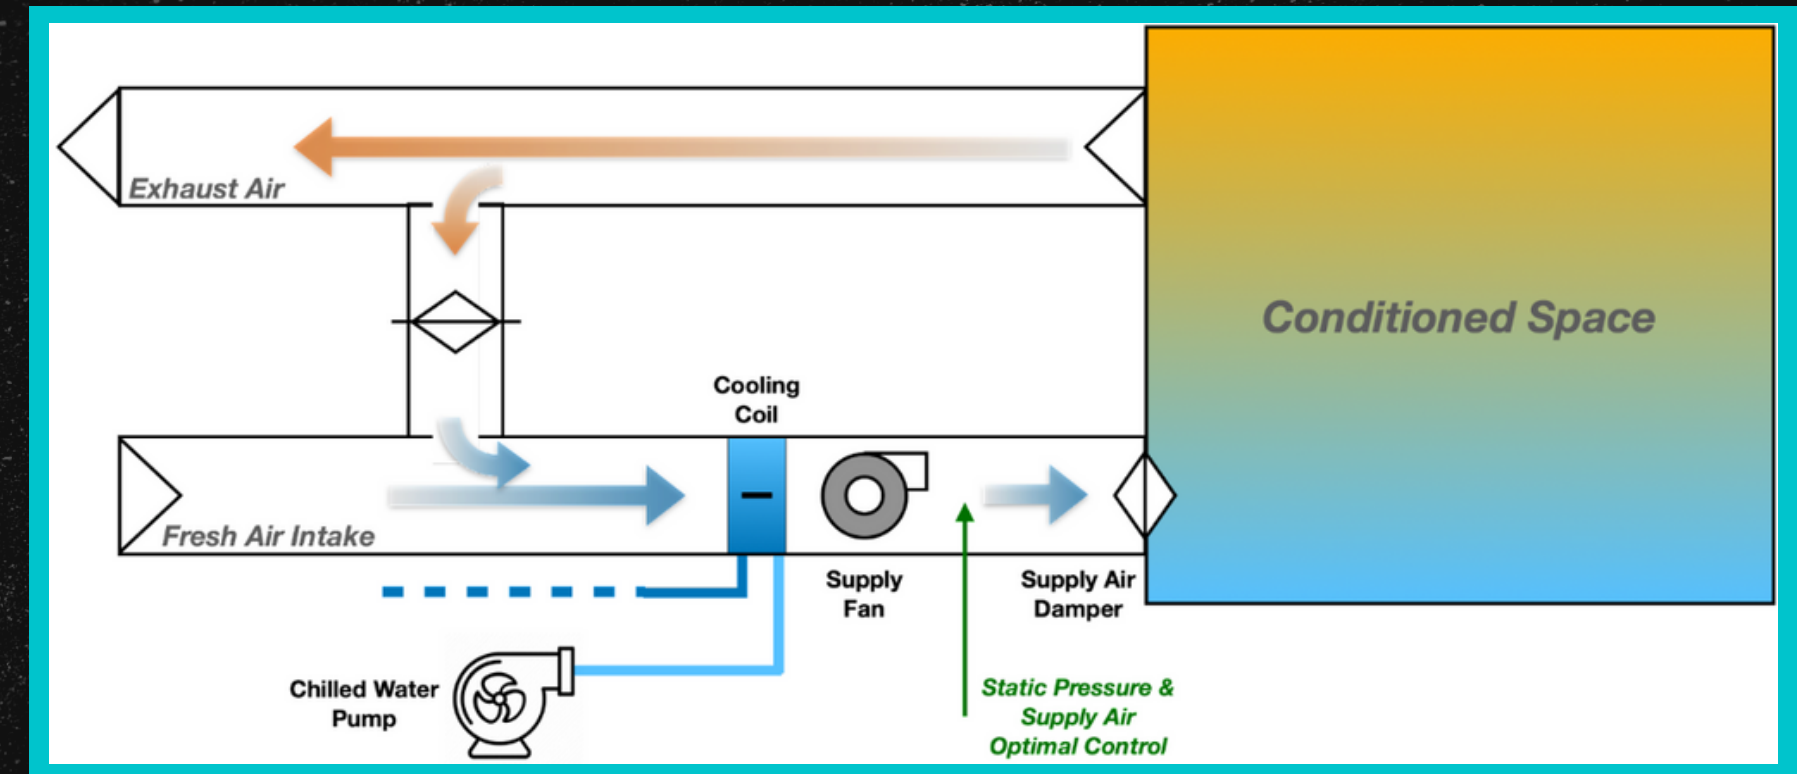 Exhaust Air
Conditioned Space
Cooling
Coil
Fresh Air Intake
Supply
Fan
Supply Air
Damper
Chilled Water
Pump
Static Pressure &
Supply Air
Optimal Control